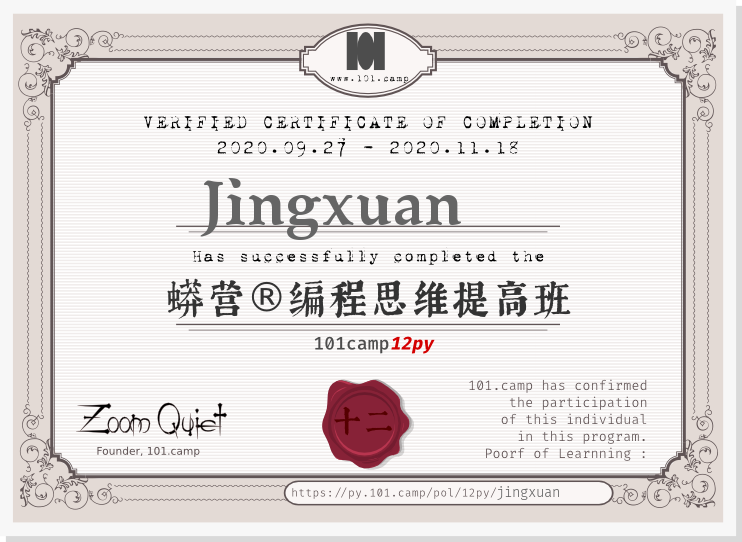 101
www.101.camp
VERIFIED CERTIFICATE OF COMPLETION
2020.09.27 - 2020.11.18
Jingxuan
Has successfully completed the
蟒营®编程思维提高班
101camp12py
101.camp has confirmed
the participation
of this individual
in this program.
Poorf of Learnning :
Zoom Quiet
Founder, 101.camp
十二
https://py.101.camp/pol/12py/jingxuan